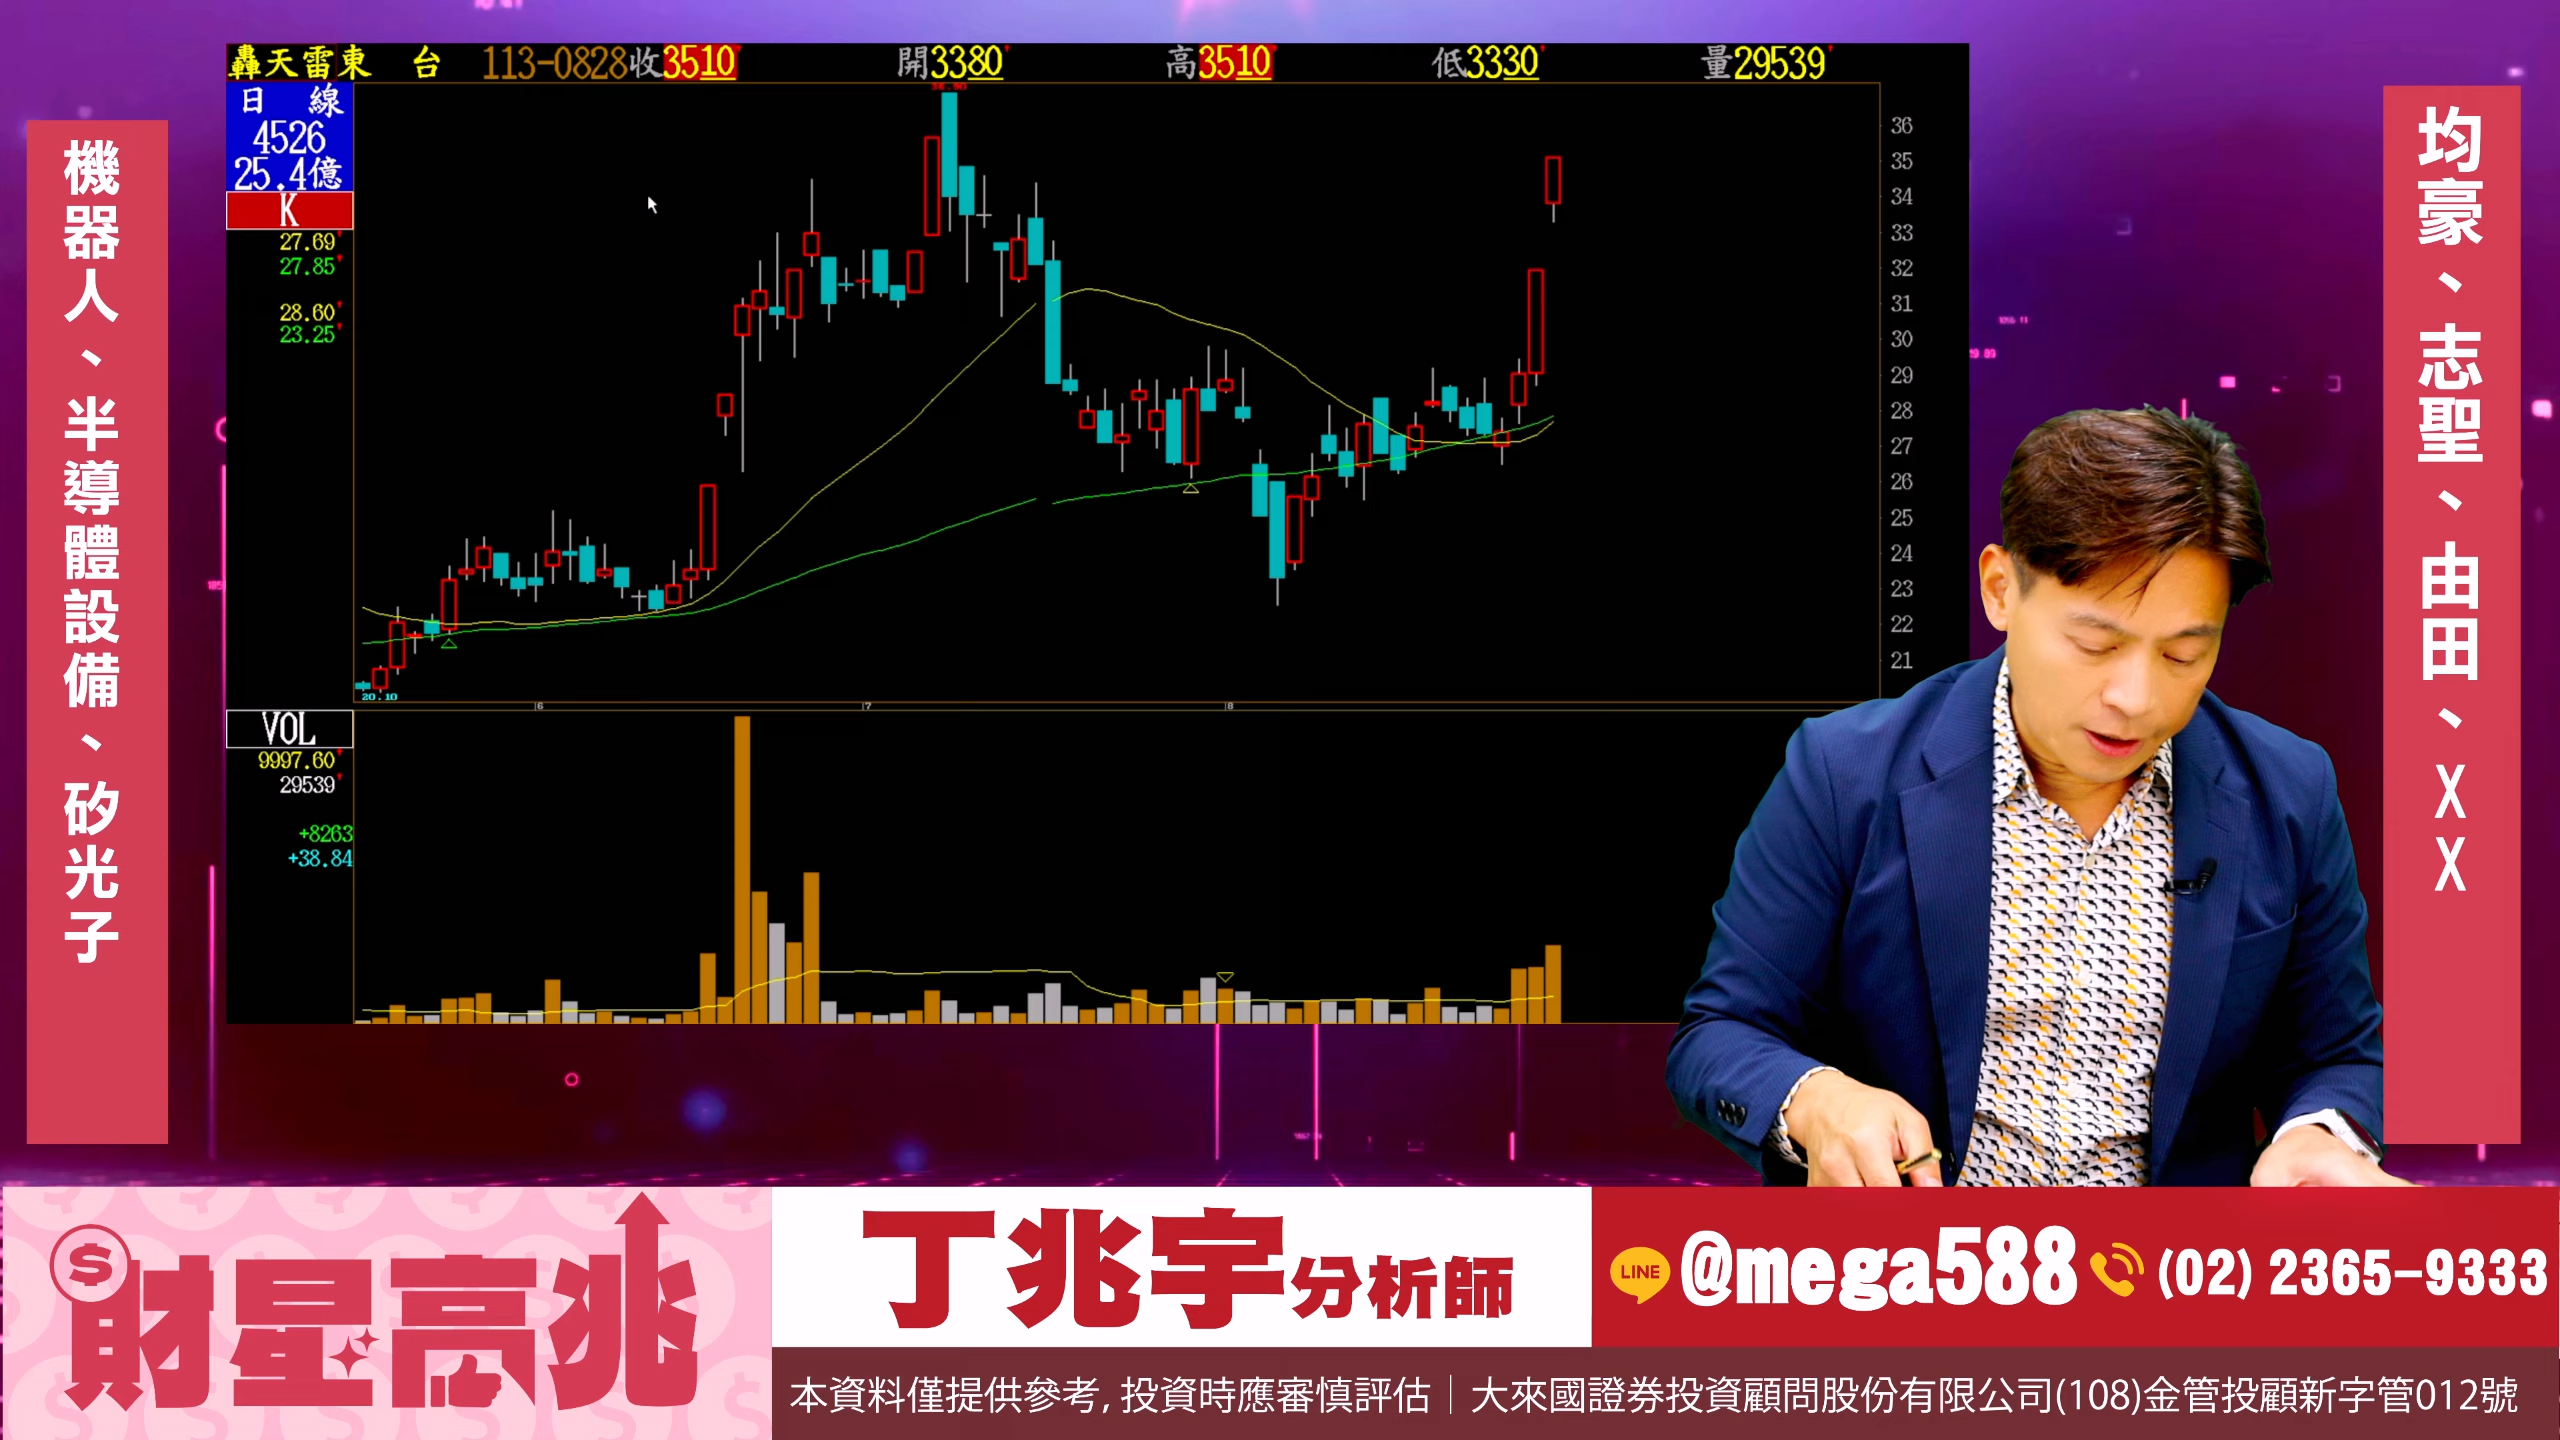 轟天雷東 台 113-0828收3510 開3380 高3510 低3330 量29539
日 線
4526
25.4億
K
27.69
27.85
28.60
23.25
36
35
34
33
32
31
30
29
28
27
26
25
24
23
22
21
20.10
6 7 8
VOL
9997.60
29539
+8263
+38.84
機器人、半導體設備、矽光子
均豪、志聖、由田、XX
財星高兆
丁兆宇分析師
LINE @mega588 (02) 2365-9333
本資料僅提供參考,投資時應審慎評估｜大來國證券投資顧問股份有限公司(108)金管投顧新字管012號